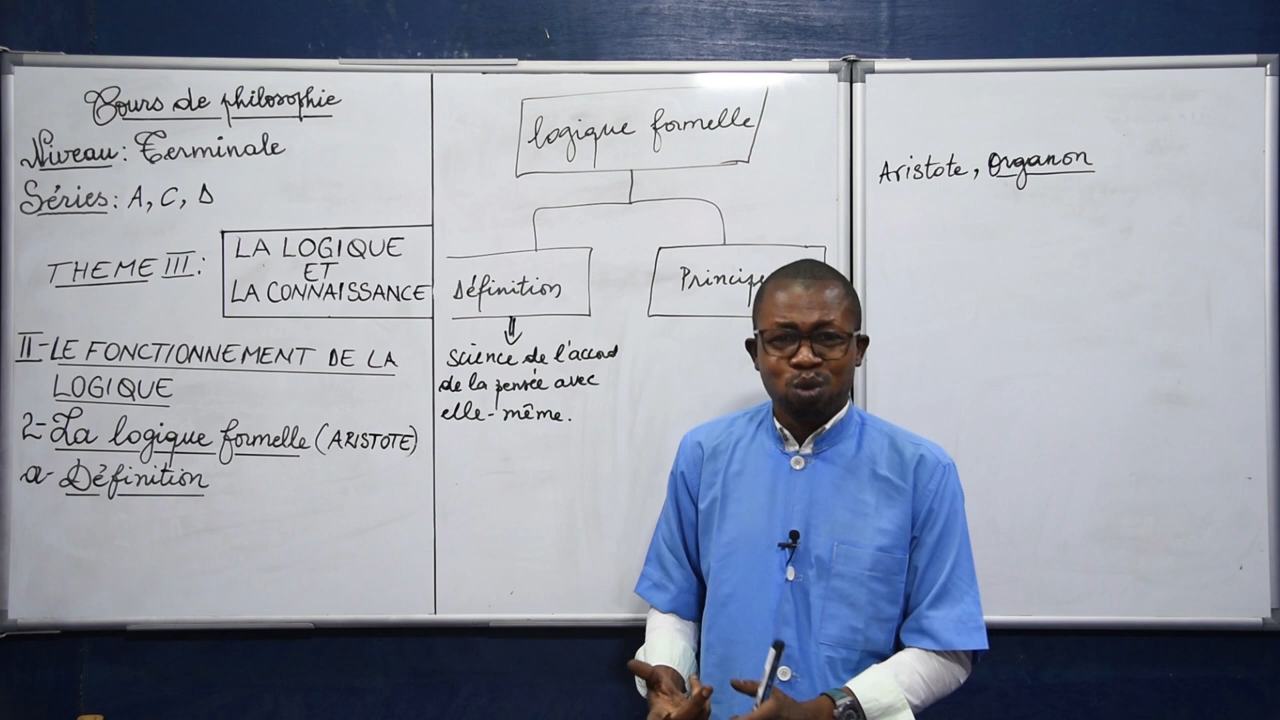 Cours de philosophie
Niveau : Terminale
Séries : A, C, D
THEME III :
LA LOGIQUE
ET
LA CONNAISSANCE
II- LE FONCTIONNEMENT DE LA
LOGIQUE
2- La logique formelle (ARISTOTE)
a- Définition
logique formelle
Définition
Principe
science de l'accord
de la pensée avec
elle-même.
Aristote, Organon